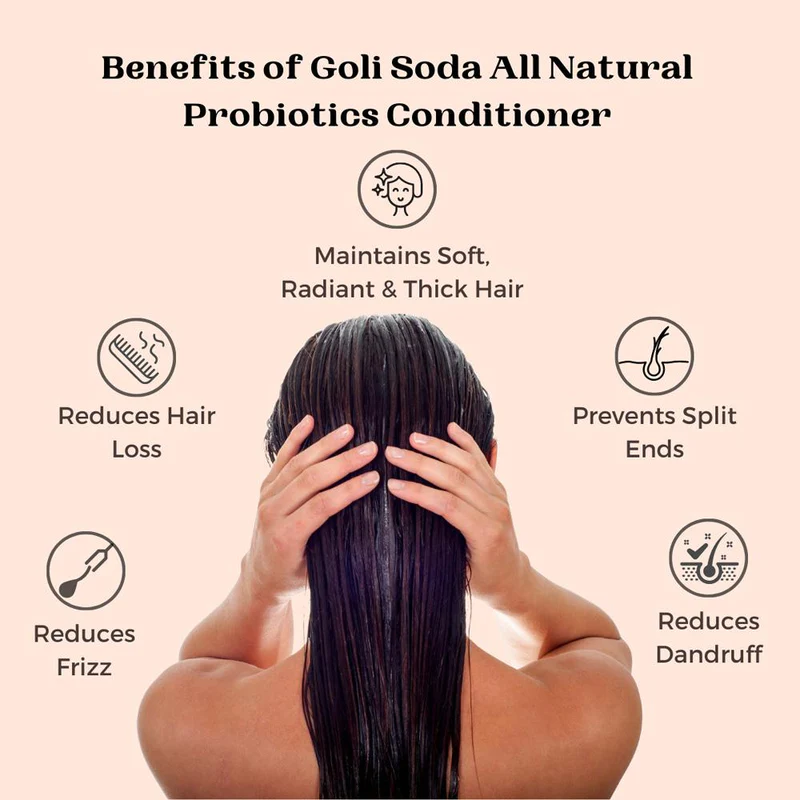 Benefits of Goli Soda All Natural
Probiotics Conditioner
Maintains Soft,
Radiant & Thick Hair
Reduces Hair
Loss
Prevents Split
Ends
Reduces
Frizz
Reduces
Dandruff